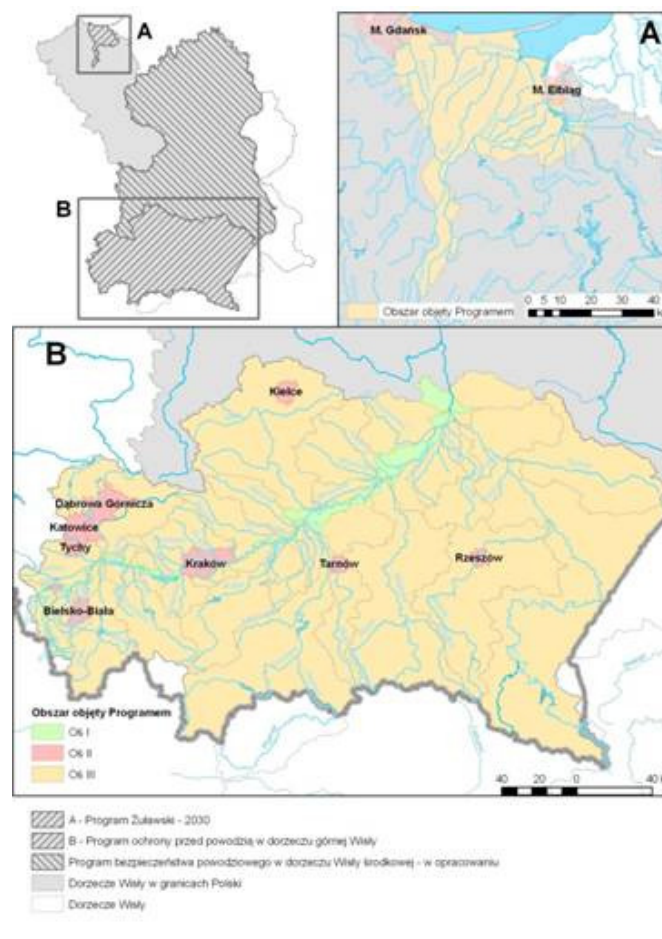 A
B
A
M. Gdańsk
M. Elbląg
Obszar objęty Programem
0 5 10 20 30 40
B
Kielce
Dąbrowa Górnicza
Katowice
Tychy
Kraków
Tarnów
Rzeszów
Bielsko-Biała
Obszar objęty Programem
Oś I
Oś II
Oś III
40 20 0 40
A - Program Żuławski - 2030
B - Program ochrony przed powodzią w dorzeczu górnej Wisły
Program bezpieczeństwa powodziowego w dorzeczu Wisły środkowej - w opracowaniu
Dorzecze Wisły w granicach Polski
Dorzecze Wisły